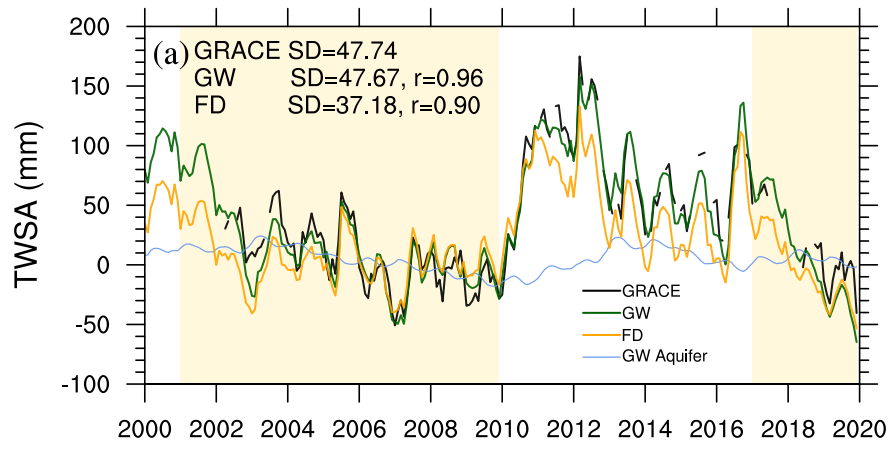 200
150
100
50
0
-50
-100
TWSA (mm)
(a) GRACE SD=47.74
GW SD=47.67, r=0.96
FD SD=37.18, r=0.90
GRACE
GW
FD
GW Aquifer
2000 2002 2004 2006 2008 2010 2012 2014 2016 2018 2020